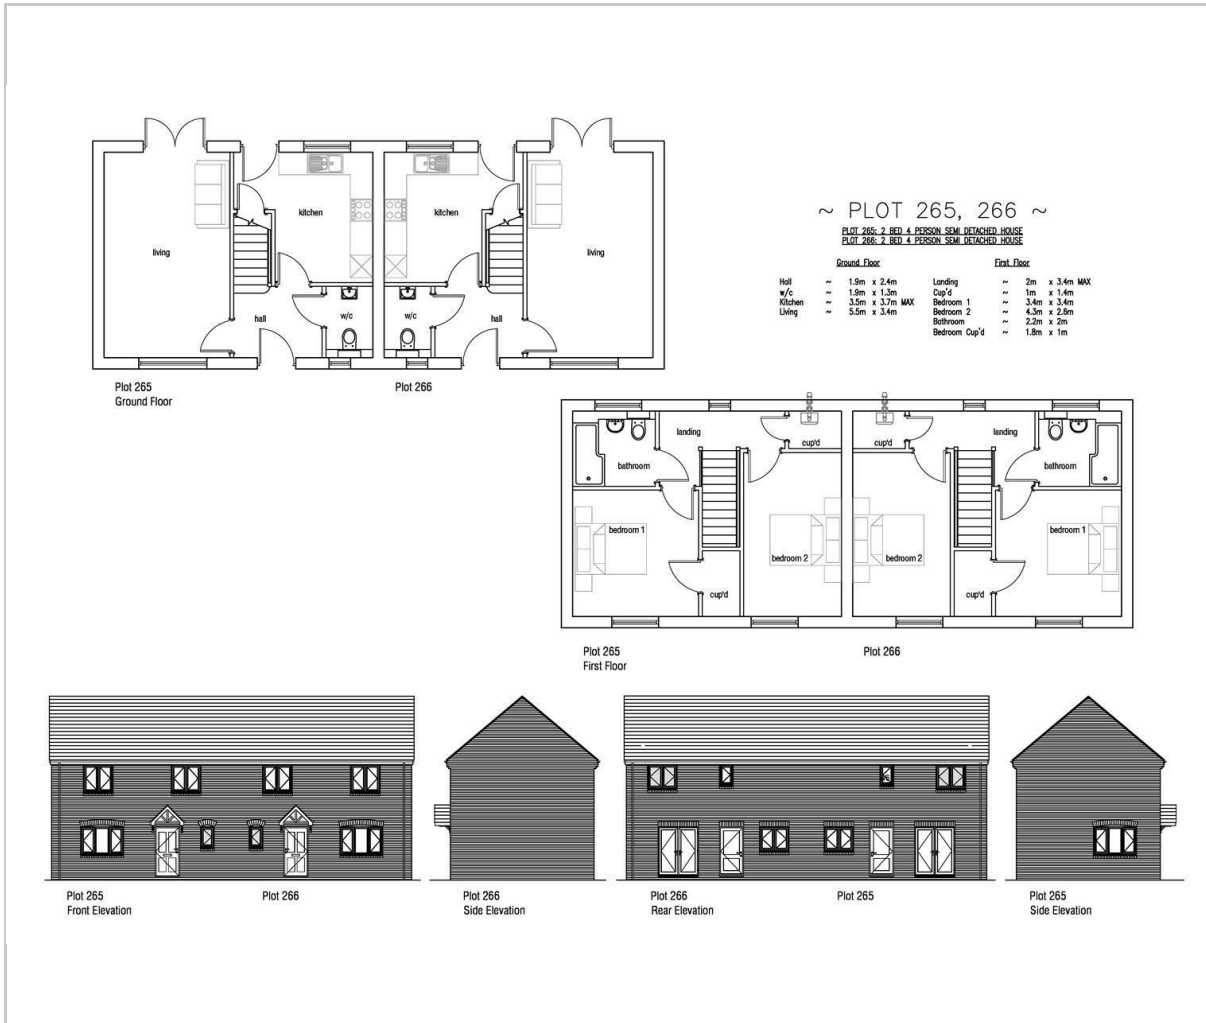 kitchen
kitchen
living
living
w/c
w/c
hall
hall
Plot 265
Ground Floor
Plot 266
~ PLOT 265, 266 ~
PLOT 265: 2 BED 4 PERSON SEMI DETACHED HOUSE
PLOT 266: 2 BED 4 PERSON SEMI DETACHED HOUSE
Ground Floor
Hall ~ 1.9m x 2.4m
w/c ~ 1.9m x 1.3m
Kitchen ~ 3.5m x 3.7m MAX
Living ~ 5.5m x 3.4m
First Floor
Landing ~ 2m x 3.4m MAX
Cup'd ~ 1m x 1.4m
Bedroom 1 ~ 3.4m x 3.4m
Bedroom 2 ~ 4.3m x 2.6m
Bathroom ~ 2.2m x 2m
Bedroom Cup'd ~ 1.8m x 1m
landing
cup'd
cup'd
landing
bathroom
bathroom
bedroom 1
bedroom 2
bedroom 2
bedroom 1
cup'd
cup'd
Plot 265
First Floor
Plot 266
Plot 265
Front Elevation
Plot 266
Plot 266
Side Elevation
Plot 266
Rear Elevation
Plot 265
Plot 265
Side Elevation